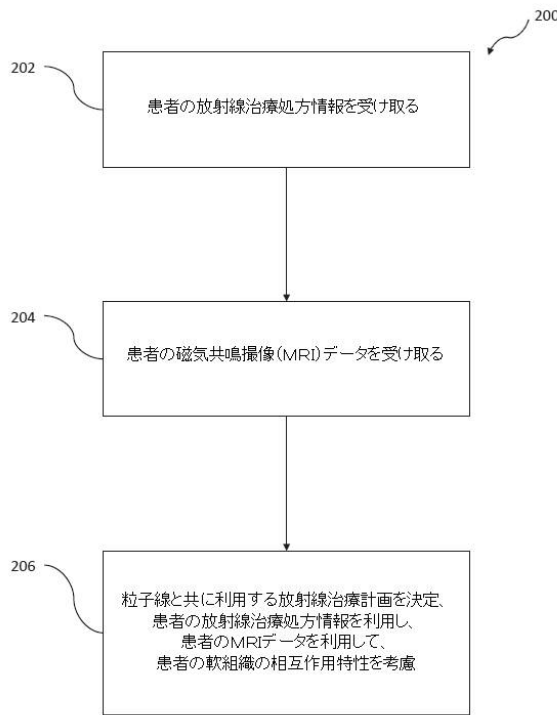 200
202
患者の放射線治療処方情報を受け取る
204
患者の磁気共鳴撮像(MRI)データを受け取る
206
粒子線と共に利用する放射線治療計画を決定、
患者の放射線治療処方情報を利用し、
患者のMRIデータを利用して、
患者の軟組織の相互作用特性を考慮